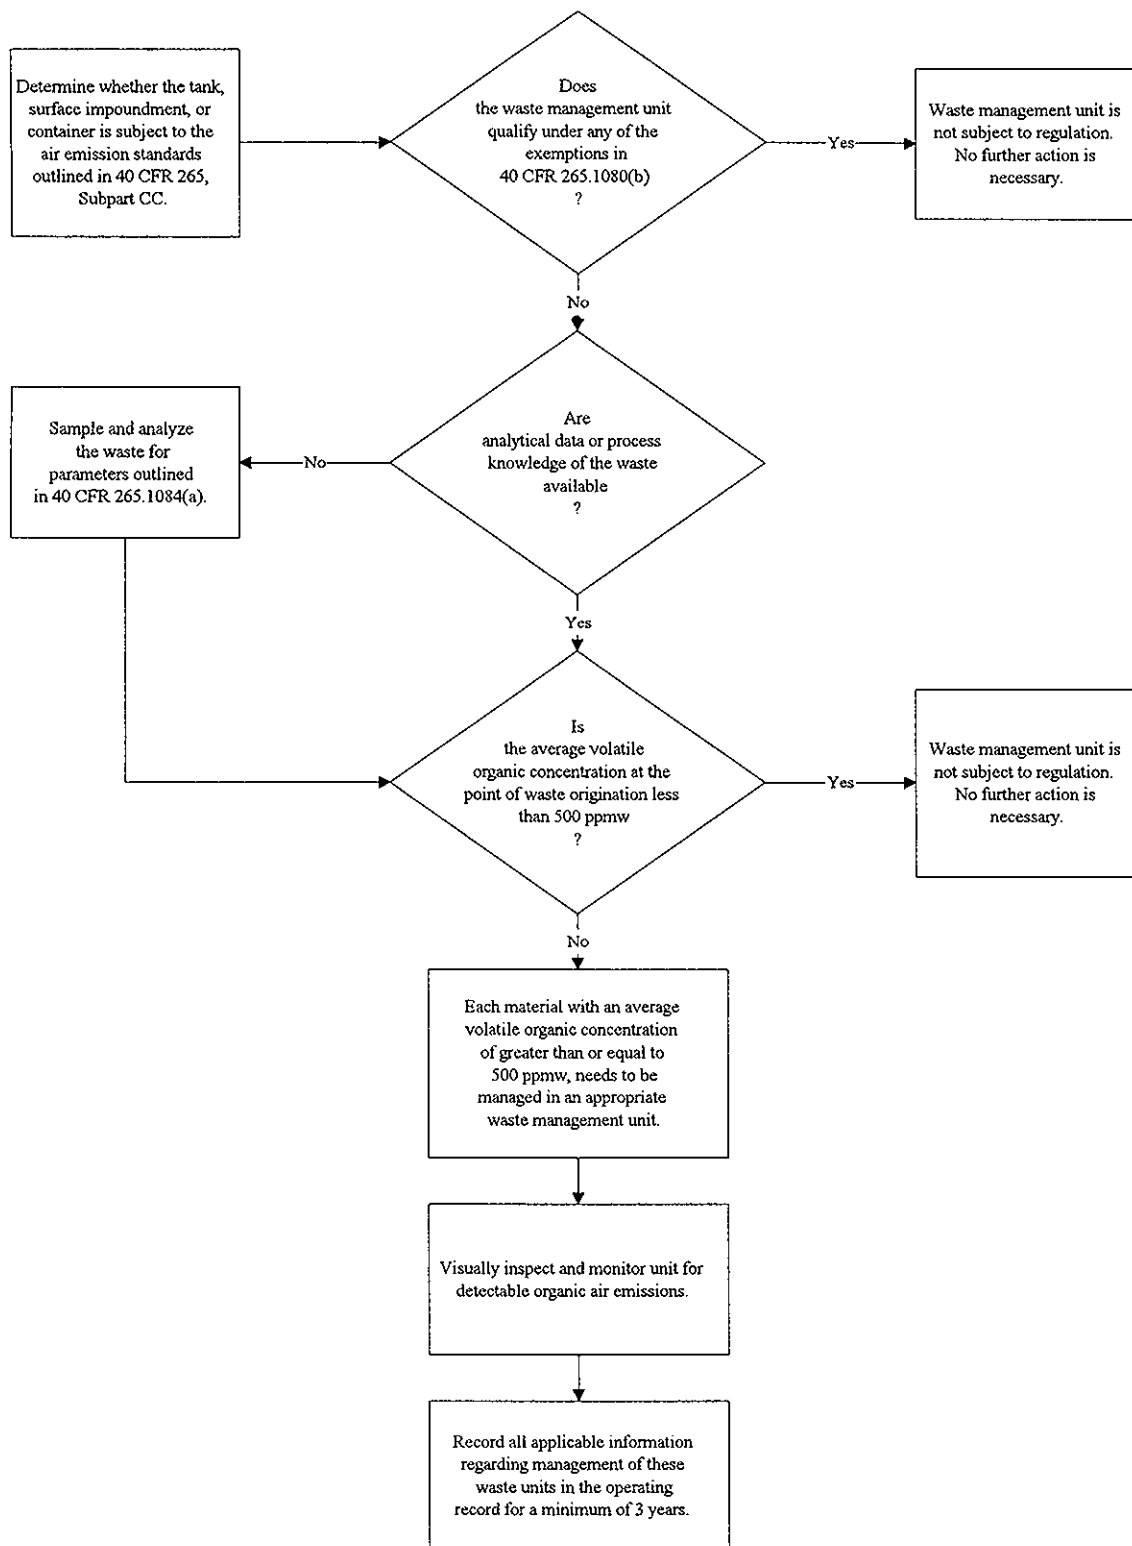 Determine whether the tank,
surface impoundment, or
container is subject to the
air emission standards
outlined in 40 CFR 265,
Subpart CC.
Does
the waste management unit
qualify under any of the
exemptions in
40 CFR 265.1080(b)
?
Yes
Waste management unit is
not subject to regulation.
No further action is
necessary.
No
Are
analytical data or process
knowledge of the waste
available
?
No
Sample and analyze
the waste for
parameters outlined
in 40 CFR 265.1084(a).
Yes
Is
the average volatile
organic concentration at the
point of waste origination less
than 500 ppmw
?
Yes
Waste management unit is
not subject to regulation.
No further action is
necessary.
No
Each material with an average
volatile organic concentration
of greater than or equal to
500 ppmw, needs to be
managed in an appropriate
waste management unit.
Visually inspect and monitor unit for
detectable organic air emissions.
Record all applicable information
regarding management of these
waste units in the operating
record for a minimum of 3 years.